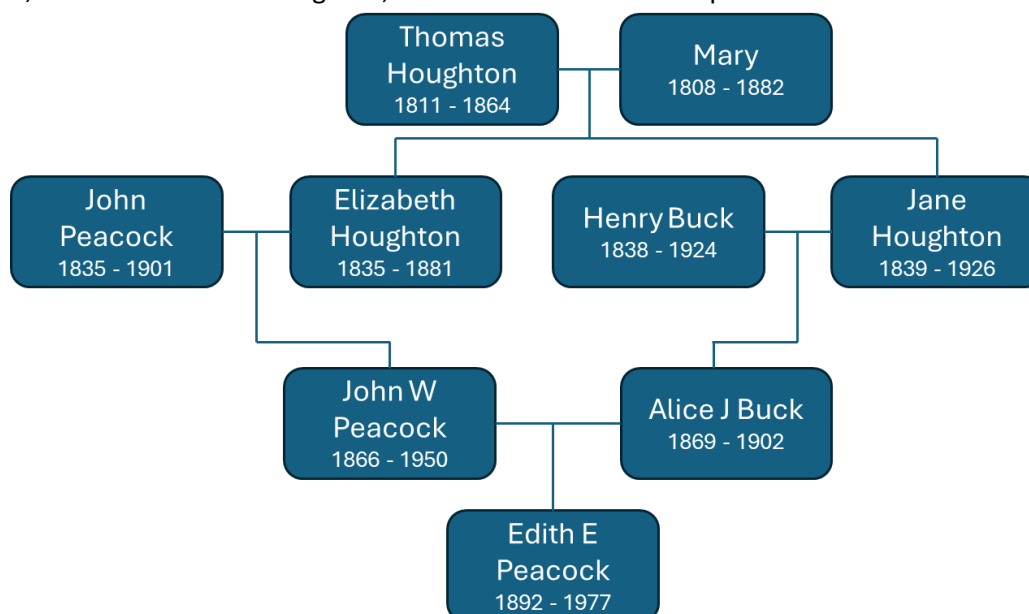 Thomas
Houghton
1811 - 1864
Mary
1808 - 1882
John
Peacock
1835 - 1901
Elizabeth
Houghton
1835 - 1881
Henry Buck
1838 - 1924
Jane
Houghton
1839 - 1926
John W
Peacock
1866 - 1950
Alice J Buck
1869 - 1902
Edith E
Peacock
1892 - 1977